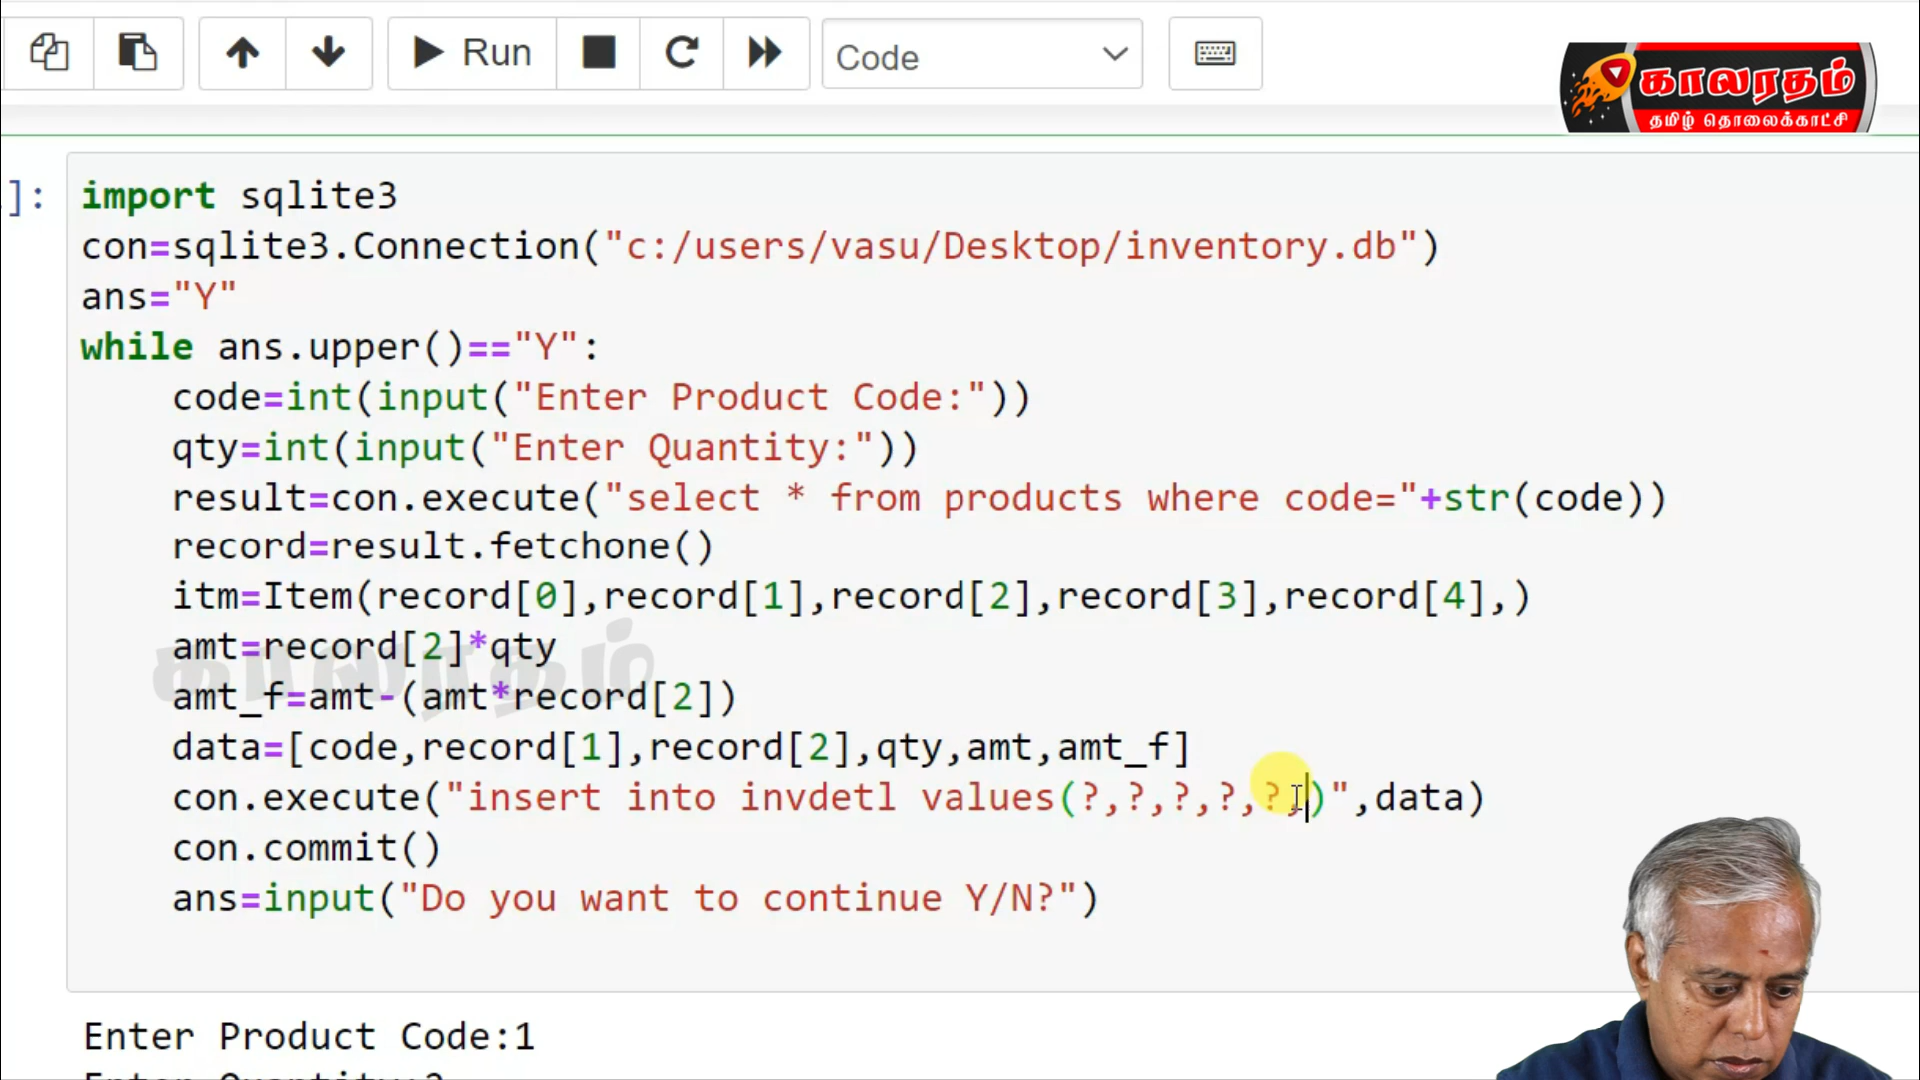 Run
Code
காலரதம்
தமிழ் தொலைக்காட்சி
]:
import sqlite3
con=sqlite3.Connection("c:/users/vasu/Desktop/inventory.db")
ans="Y"
while ans.upper()=="Y":
code=int(input("Enter Product Code:"))
qty=int(input("Enter Quantity:"))
result=con.execute("select * from products where code="+str(code))
record=result.fetchone()
itm=Item(record[0],record[1],record[2],record[3],record[4],)
amt=record[2]*qty
காலரதம்
amt_f=amt-(amt*record[2])
data=[code,record[1],record[2],qty,amt,amt_f]
con.execute("insert into invdetl values(?,?,?,?,?,)",data)
con.commit()
ans=input("Do you want to continue Y/N?")
Enter Product Code:1
Enter Quantity: